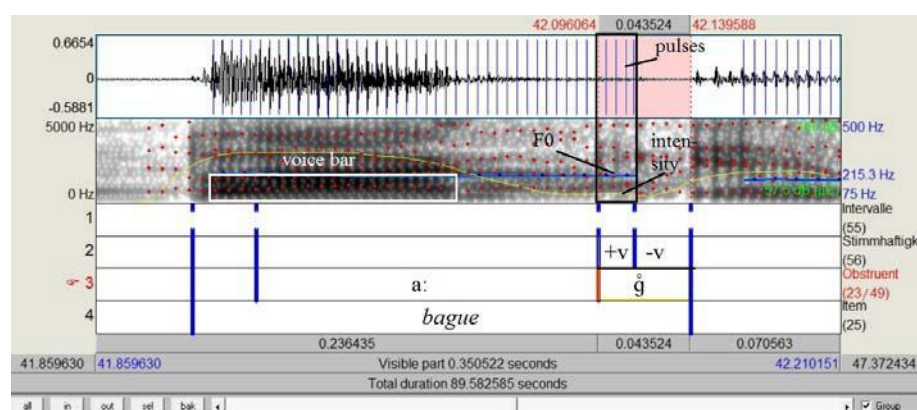 42.096064 0.043524 42.139588
0.6654
pulses
0
-0.5881
5000 Hz
500 Hz
F0
inten-
sity
voice bar
215.3 Hz
0 Hz
75 Hz
1
Intervalle
(55)
2
+v -v
Stimmhaftigk
(56)
3
a:
g̊
Obstruent
(23/49)
4
bague
Item
(25)
0.236435 0.043524 0.070563
41.859630 41.859630 Visible part 0.350522 seconds 42.210151 47.372434
Total duration 89.582585 seconds
all in out sel bak Group